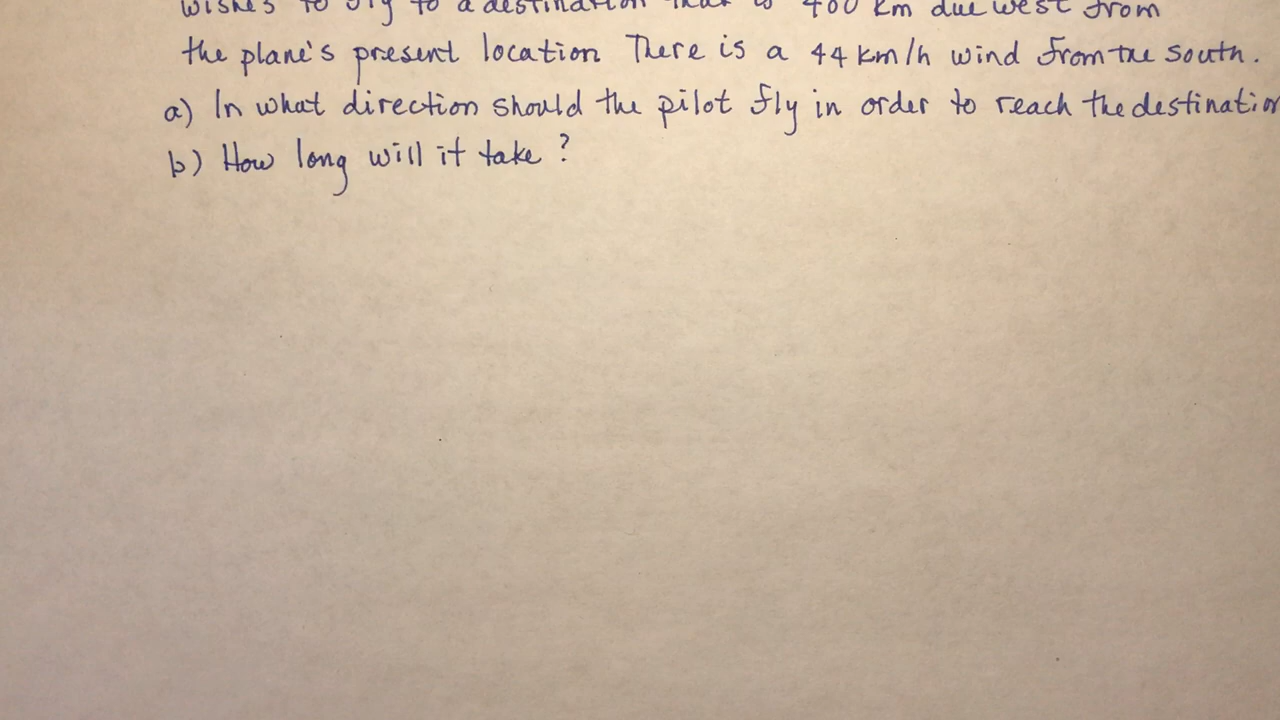 wishes to fly to a destination that is 400 km due west from
the plane's present location There is a 44 km/h wind from the south.
a) In what direction should the pilot fly in order to reach the destination
b) How long will it take ?